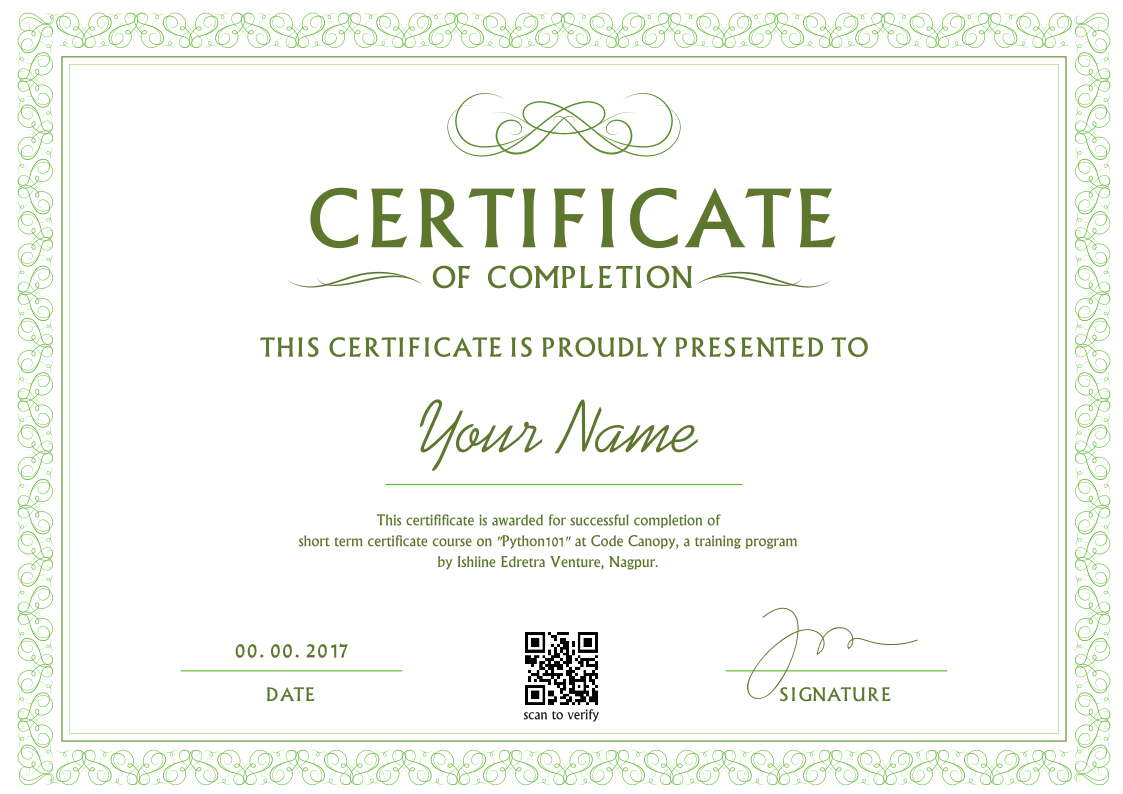 CERTIFICATE
OF COMPLETION
THIS CERTIFICATE IS PROUDLY PRESENTED TO
Your Name
This certifificate is awarded for successful completion of
short term certificate course on "Python101" at Code Canopy, a training program
by Ishiine Edretra Venture, Nagpur.
00. 00. 2017
DATE
scan to verify
SIGNATURE